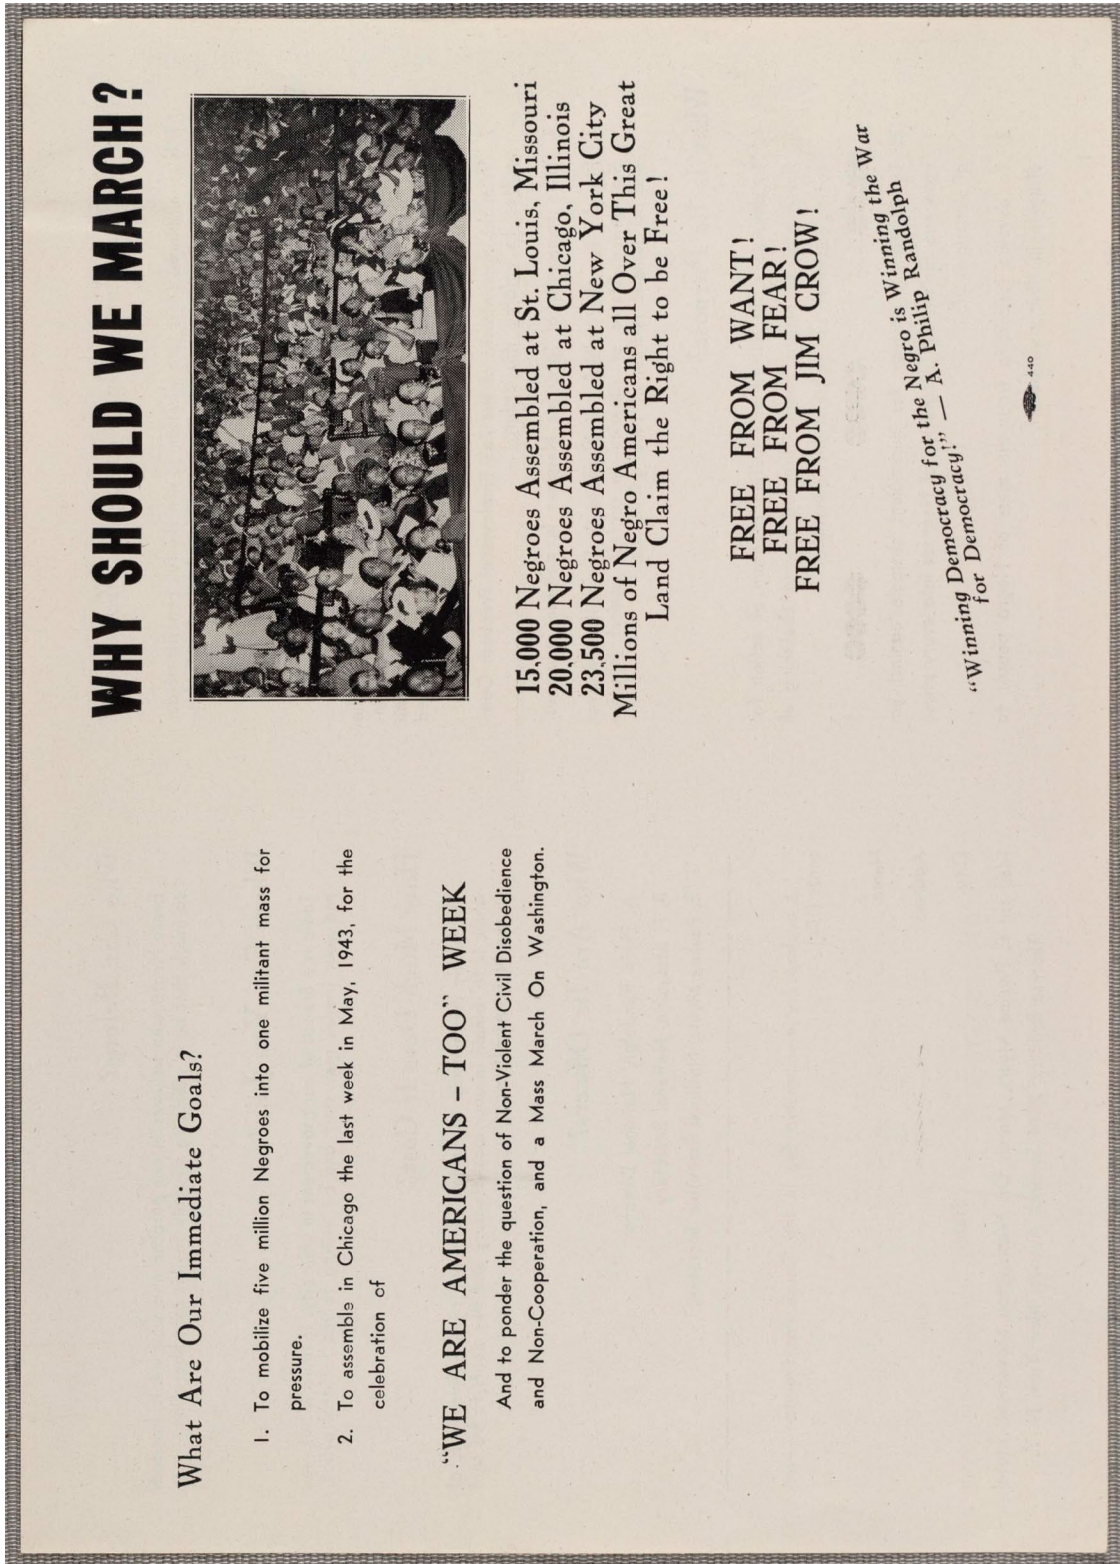 What Are Our Immediate Goals?
1. To mobilize five million Negroes into one militant mass for
pressure.
2. To assemble in Chicago the last week in May, 1943, for the
celebration of
“WE ARE AMERICANS – TOO” WEEK
And to ponder the question of Non-Violent Civil Disobedience
and Non-Cooperation, and a Mass March On Washington.
WHY SHOULD WE MARCH?
15.000 Negroes Assembled at St. Louis, Missouri
20.000 Negroes Assembled at Chicago, Illinois
23.500 Negroes Assembled at New York City
Millions of Negro Americans all Over This Great
Land Claim the Right to be Free!
FREE FROM WANT!
FREE FROM FEAR!
FREE FROM JIM CROW!
“Winning Democracy for the Negro is Winning the War
for Democracy!” — A. Philip Randolph
440